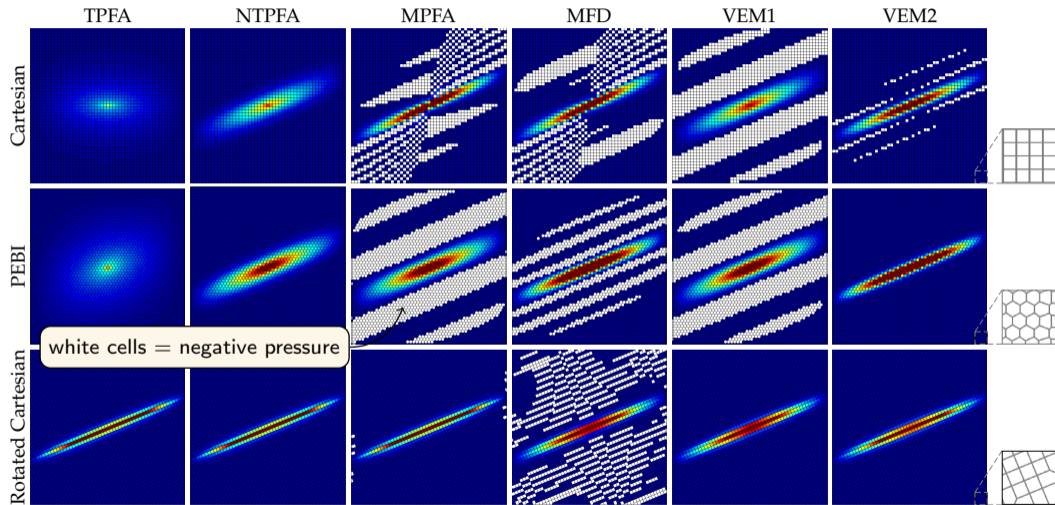 TPFA NTPFA MPFA MFD VEM1 VEM2
Cartesian
PEBI
white cells = negative pressure
Rotated Cartesian